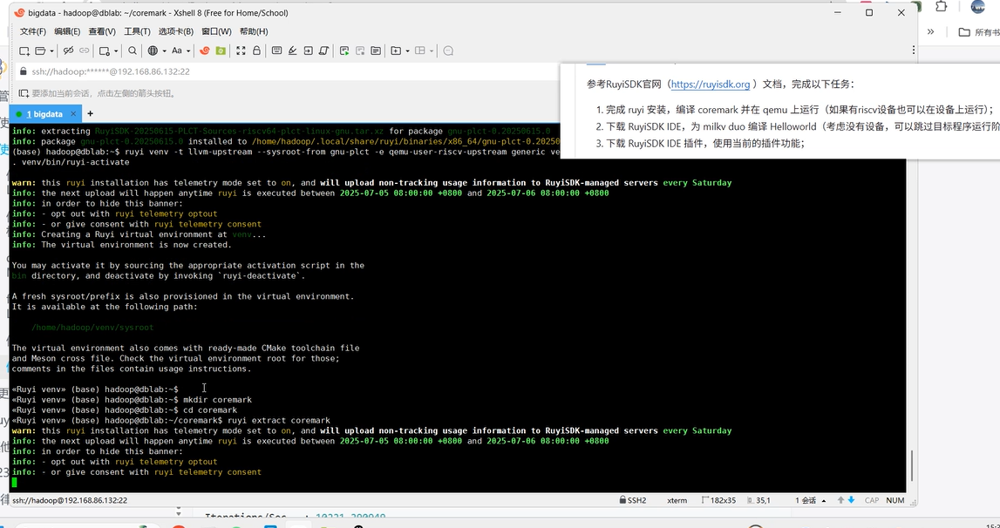 bigdata - hadoop@dblab: ~/coremark - Xshell 8 (Free for Home/School)
文件(F) 编辑(E) 查看(V) 工具(T) 选项卡(B) 窗口(W) 帮助(H)
所有书
ssh://hadoop:******@192.168.86.132:22
要添加当前会话，点击左侧的箭头按钮。
1 bigdata
参考RuyiSDK官网（https://ruyisdk.org ）文档，完成以下任务：
1. 完成 ruyi 安装，编译 coremark 并在 qemu 上运行（如果有riscv设备也可以在设备上运行）；
2. 下载 RuyiSDK IDE，为 milkv duo 编译 Helloworld（考虑没有设备，可以跳过目标程序运行阶
3. 下载 RuyiSDK IDE 插件，使用当前的插件功能；
info: extracting RuyiSDK-20250615-PLCT-Sources-riscv64-plct-linux-gnu.tar.xz for package gnu-plct-0.20250615.0
info: package gnu-plct-0.20250615.0 installed to /home/hadoop/.local/share/ruyi/binaries/x86_64/gnu-plct-0.20250
(base) hadoop@dblab:~$ ruyi venv -t llvm-upstream --sysroot-from gnu-plct -e qemu-user-riscv-upstream generic ve
. venv/bin/ruyi-activate
warn: this ruyi installation has telemetry mode set to on, and will upload non-tracking usage information to RuyiSDK-managed servers every Saturday
info: the next upload will happen anytime ruyi is executed between 2025-07-05 08:00:00 +0800 and 2025-07-06 08:00:00 +0800
info: in order to hide this banner:
info: - opt out with ruyi telemetry optout
info: - or give consent with ruyi telemetry consent
info: Creating a Ruyi virtual environment at venv...
info: The virtual environment is now created.
You may activate it by sourcing the appropriate activation script in the
bin directory, and deactivate by invoking `ruyi-deactivate`.
A fresh sysroot/prefix is also provisioned in the virtual environment.
It is available at the following path:
/home/hadoop/venv/sysroot
The virtual environment also comes with ready-made CMake toolchain file
and Meson cross file. Check the virtual environment root for those;
comments in the files contain usage instructions.
«Ruyi venv» (base) hadoop@dblab:~$
«Ruyi venv» (base) hadoop@dblab:~$ mkdir coremark
«Ruyi venv» (base) hadoop@dblab:~$ cd coremark
«Ruyi venv» (base) hadoop@dblab:~/coremark$ ruyi extract coremark
warn: this ruyi installation has telemetry mode set to on, and will upload non-tracking usage information to RuyiSDK-managed servers every Saturday
info: the next upload will happen anytime ruyi is executed between 2025-07-05 08:00:00 +0800 and 2025-07-06 08:00:00 +0800
info: in order to hide this banner:
info: - opt out with ruyi telemetry optout
info: - or give consent with ruyi telemetry consent
ssh://hadoop@192.168.86.132:22 SSH2 xterm 182x35 35,1 1 会话 CAP NUM